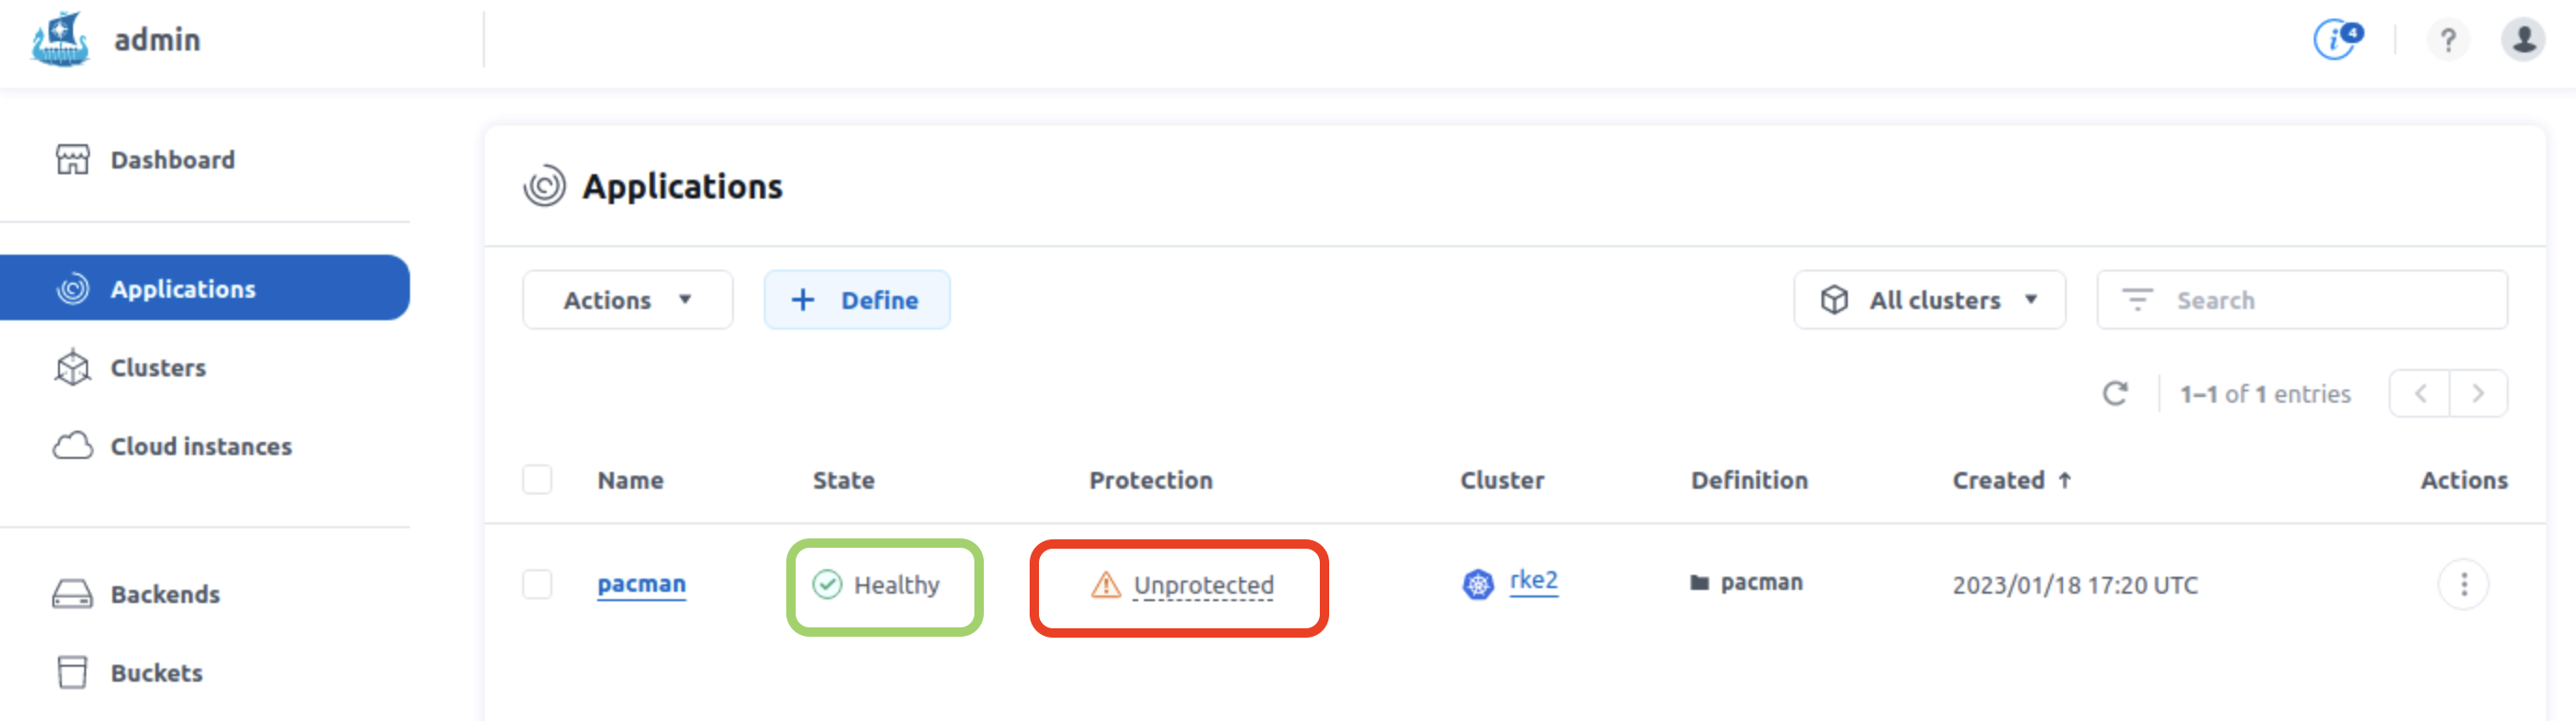 admin
4
?
Dashboard
Applications
Clusters
Cloud instances
Backends
Buckets
Applications
Actions
+ Define
All clusters
Search
1–1 of 1 entries
Name State Protection Cluster Definition Created ↑ Actions
pacman Healthy Unprotected rke2 pacman 2023/01/18 17:20 UTC